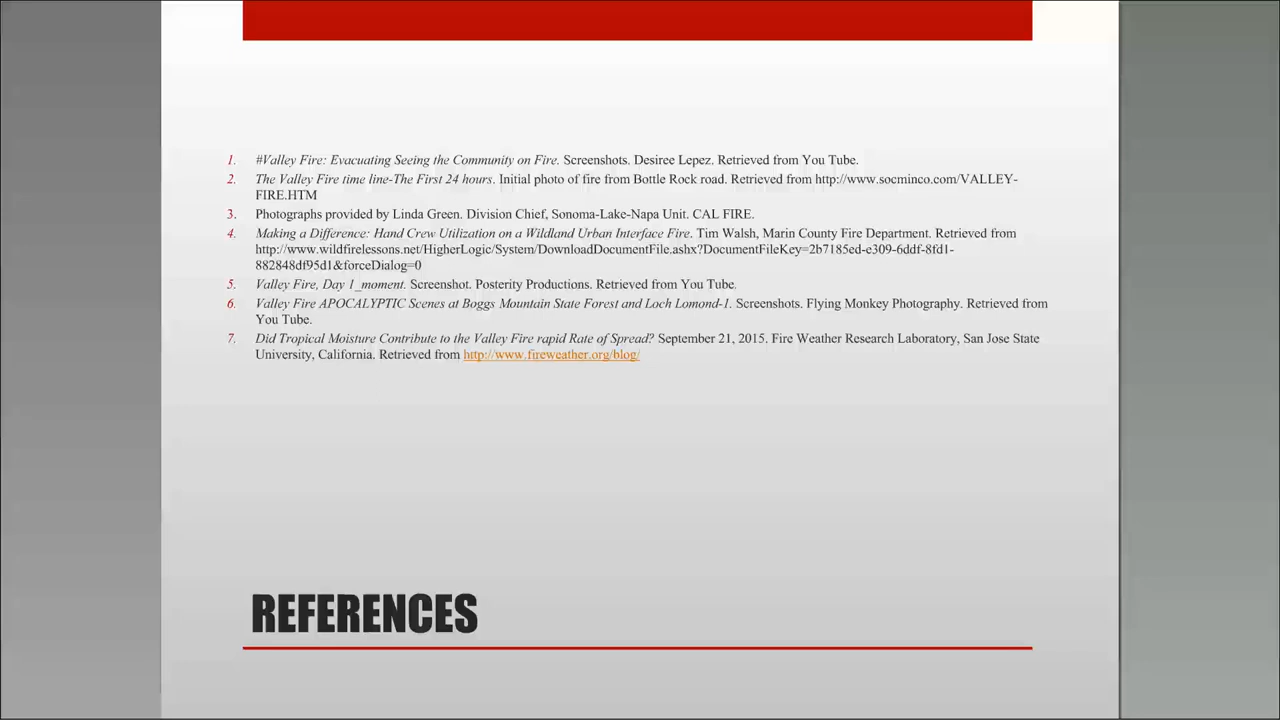 1. #Valley Fire: Evacuating Seeing the Community on Fire. Screenshots. Desiree Lepez. Retrieved from You Tube.
2. The Valley Fire time line-The First 24 hours. Initial photo of fire from Bottle Rock road. Retrieved from http://www.socminco.com/VALLEY-
FIRE.HTM
3. Photographs provided by Linda Green. Division Chief, Sonoma-Lake-Napa Unit. CAL FIRE.
4. Making a Difference: Hand Crew Utilization on a Wildland Urban Interface Fire. Tim Walsh, Marin County Fire Department. Retrieved from
http://www.wildfirelessons.net/HigherLogic/System/DownloadDocumentFile.ashx?DocumentFileKey=2b7185ed-e309-6ddf-8fd1-
882848df95d1&forceDialog=0
5. Valley Fire, Day 1_moment. Screenshot. Posterity Productions. Retrieved from You Tube.
6. Valley Fire APOCALYPTIC Scenes at Boggs Mountain State Forest and Loch Lomond-1. Screenshots. Flying Monkey Photography. Retrieved from
You Tube.
7. Did Tropical Moisture Contribute to the Valley Fire rapid Rate of Spread? September 21, 2015. Fire Weather Research Laboratory, San Jose State
University, California. Retrieved from http://www.fireweather.org/blog/
REFERENCES